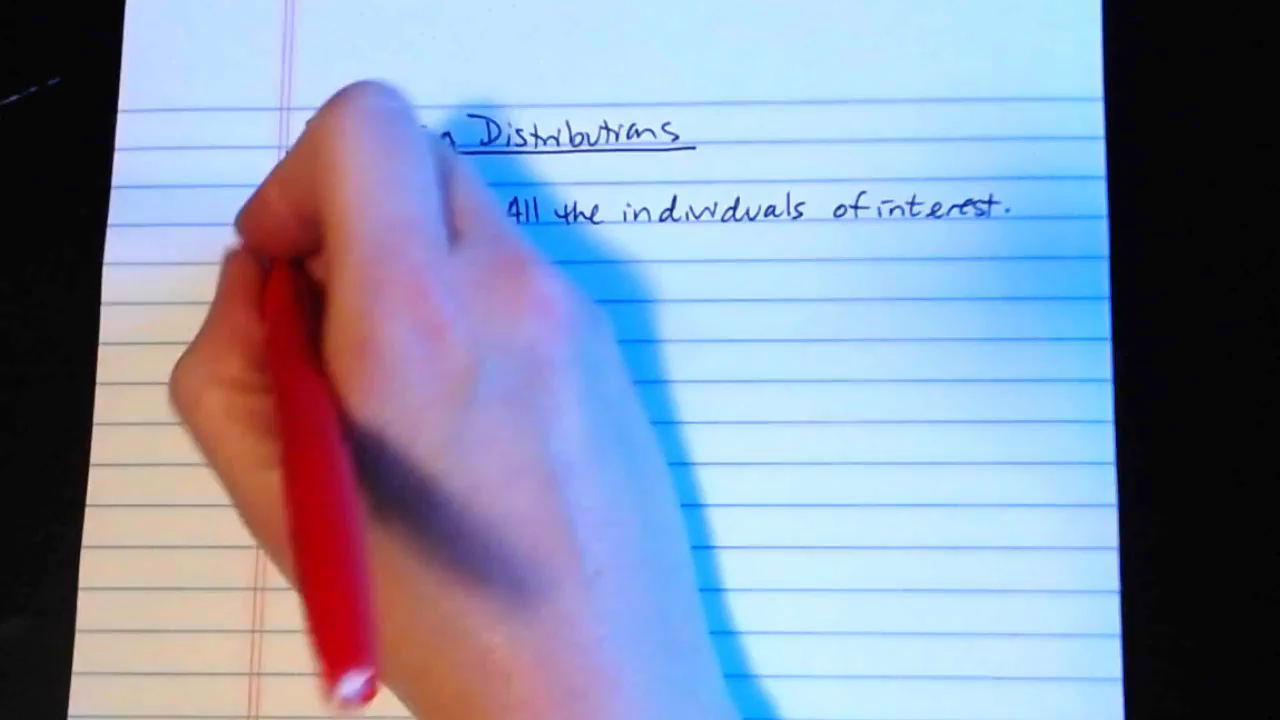 Distributions
All the individuals of interest.